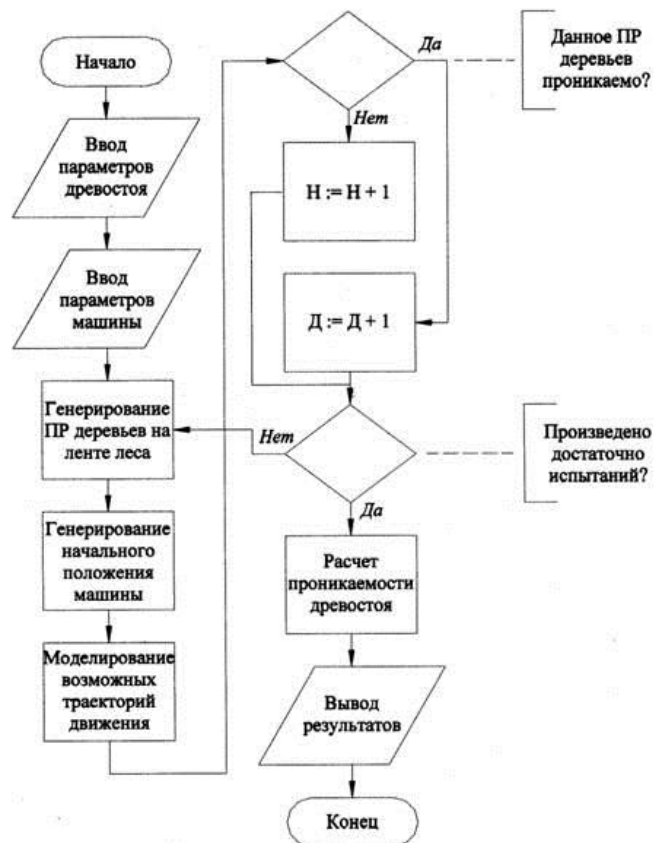 Начало
Ввод
параметров
древостоя
Ввод
параметров
машины
Генерирование
ПР деревьев на
ленте леса
Генерирование
начального
положения
машины
Моделирование
возможных
траекторий
движения
Да
Данное ПР
деревьев
проникаемо?
Нет
Н := Н + 1
Д := Д + 1
Нет
Произведено
достаточно
испытаний?
Да
Расчет
проникаемости
древостоя
Вывод
результатов
Конец